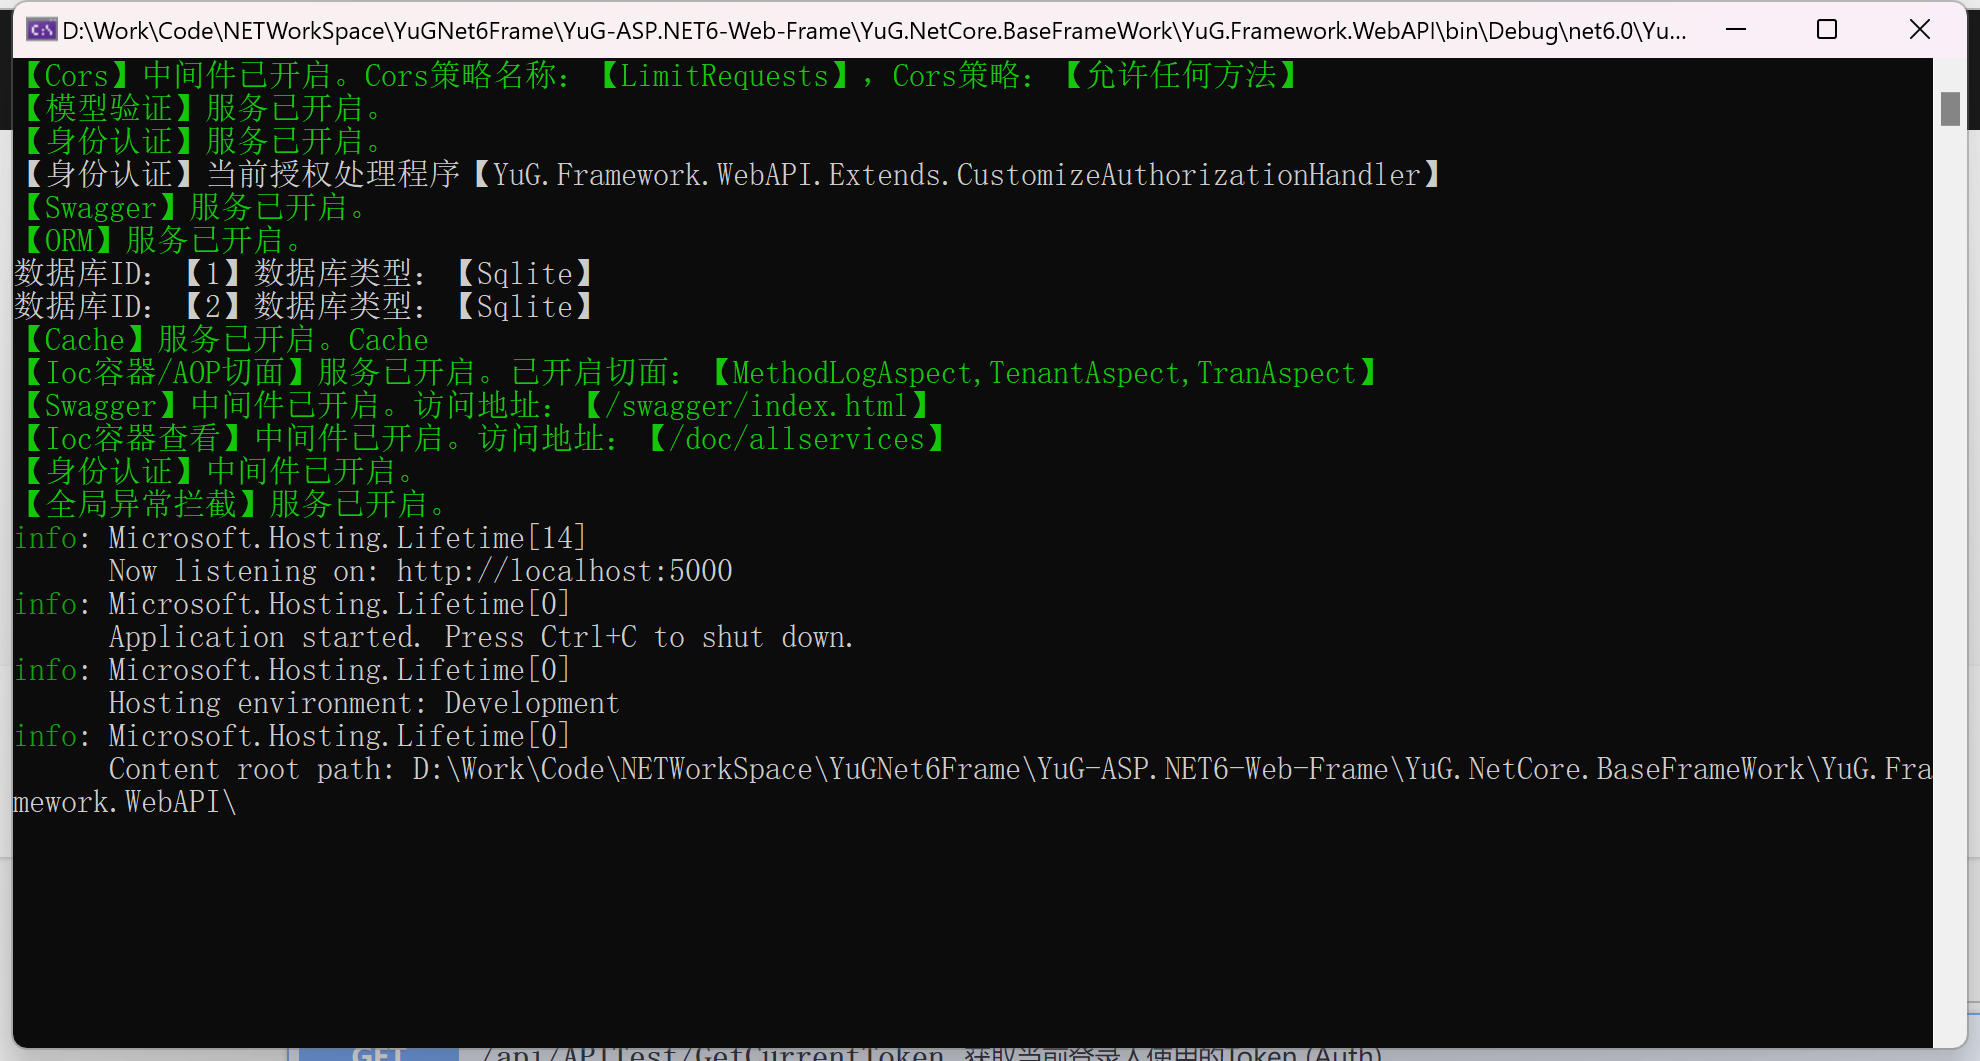 D:\Work\Code\NETWorkSpace\YuGNet6Frame\YuG-ASP.NET6-Web-Frame\YuG.NetCore.BaseFrameWork\YuG.Framework.WebAPI\bin\Debug\net6.0\Yu...
【Cors】中间件已开启。Cors策略名称：【LimitRequests】，Cors策略：【允许任何方法】
【模型验证】服务已开启。
【身份认证】服务已开启。
【身份认证】当前授权处理程序【YuG.Framework.WebAPI.Extends.CustomizeAuthorizationHandler】
【Swagger】服务已开启。
【ORM】服务已开启。
数据库ID：【1】数据库类型：【Sqlite】
数据库ID：【2】数据库类型：【Sqlite】
【Cache】服务已开启。Cache
【Ioc容器/AOP切面】服务已开启。已开启切面：【MethodLogAspect,TenantAspect,TranAspect】
【Swagger】中间件已开启。访问地址：【/swagger/index.html】
【Ioc容器查看】中间件已开启。访问地址：【/doc/allservices】
【身份认证】中间件已开启。
【全局异常拦截】服务已开启。
info: Microsoft.Hosting.Lifetime[14]
Now listening on: http://localhost:5000
info: Microsoft.Hosting.Lifetime[0]
Application started. Press Ctrl+C to shut down.
info: Microsoft.Hosting.Lifetime[0]
Hosting environment: Development
info: Microsoft.Hosting.Lifetime[0]
Content root path: D:\Work\Code\NETWorkSpace\YuGNet6Frame\YuG-ASP.NET6-Web-Frame\YuG.NetCore.BaseFrameWork\YuG.Fra
mework.WebAPI\
GET /api/APITest/GetCurrentToken 获取当前登录人使用的Token (Auth)